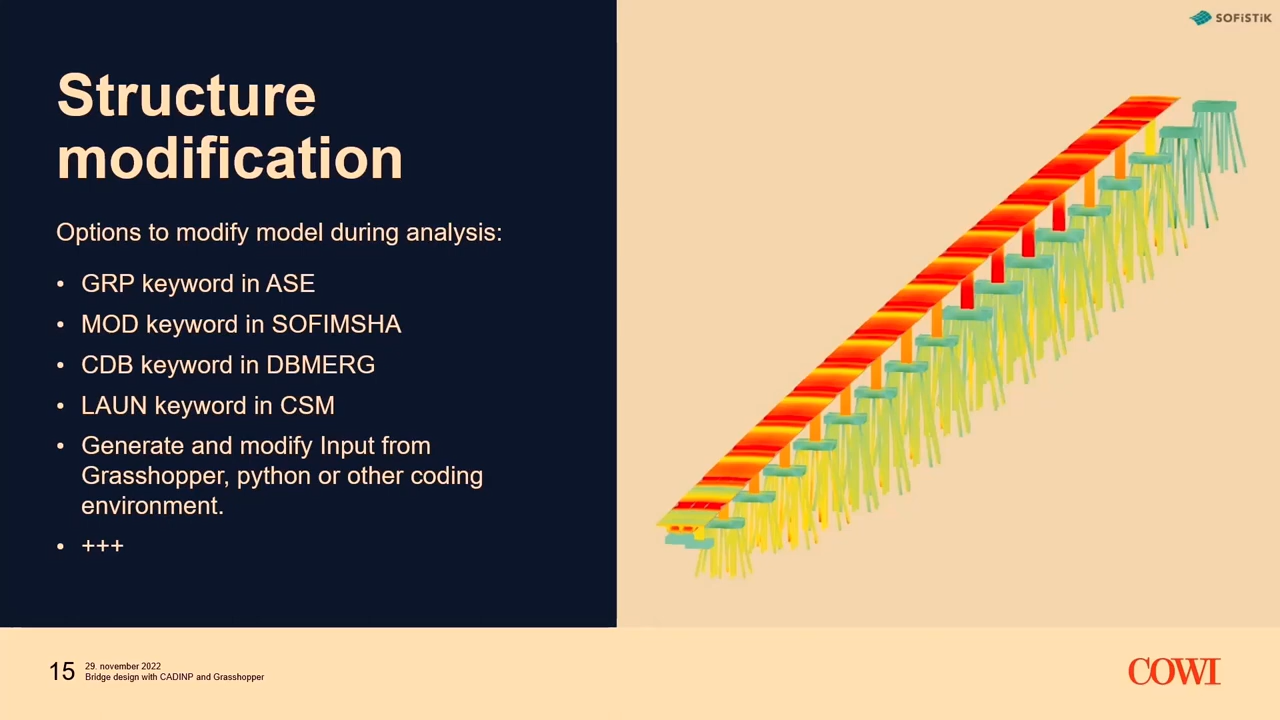 SOFiSTiK
Structure
modification
Options to modify model during analysis:
• GRP keyword in ASE
• MOD keyword in SOFIMSHA
• CDB keyword in DBMERG
• LAUN keyword in CSM
• Generate and modify Input from
Grasshopper, python or other coding
environment.
• +++
15
29. november 2022
Bridge design with CADINP and Grasshopper
COWI